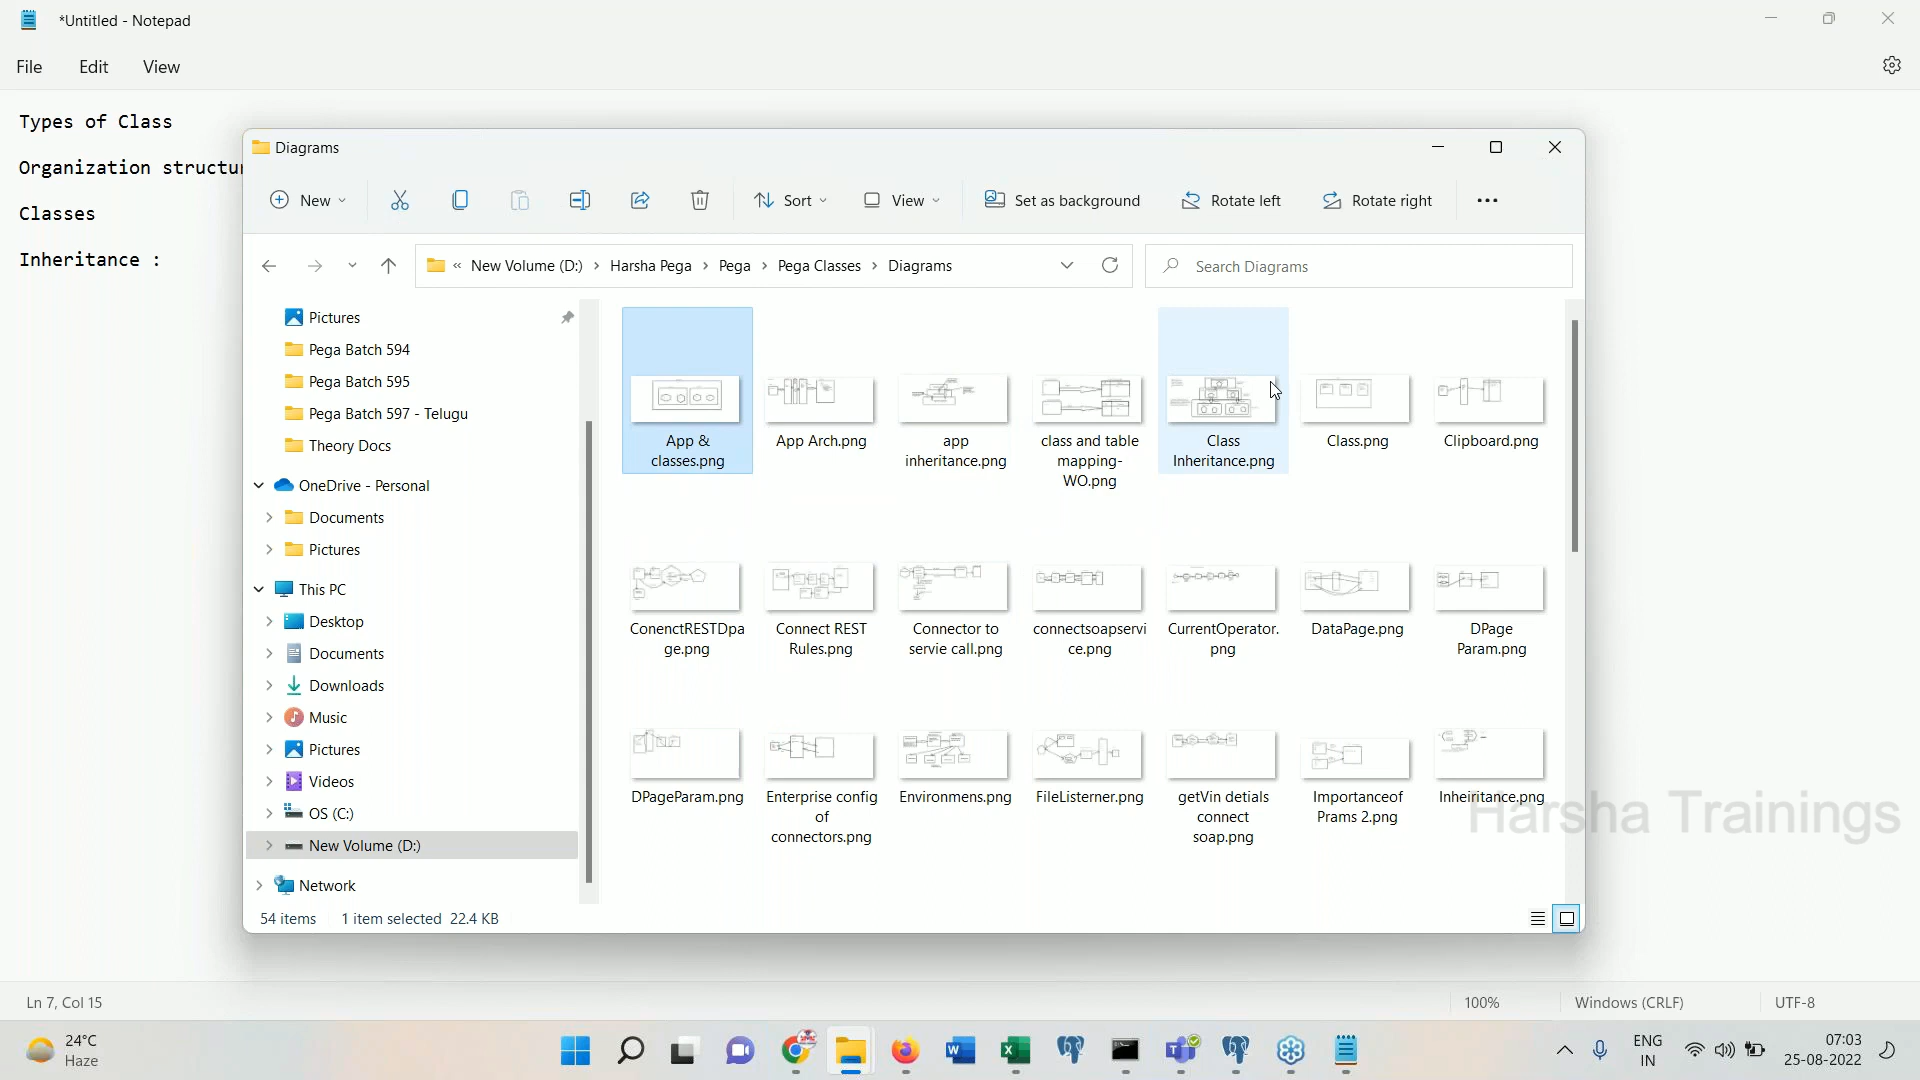 *Untitled - Notepad
File Edit View
Types of Class
Organization structu
Classes
Inheritance :
Diagrams
New Sort View Set as background Rotate left Rotate right
« New Volume (D:) > Harsha Pega > Pega > Pega Classes > Diagrams
Search Diagrams
Pictures
Pega Batch 594
Pega Batch 595
Pega Batch 597 - Telugu
Theory Docs
OneDrive - Personal
Documents
Pictures
This PC
Desktop
Documents
Downloads
Music
Pictures
Videos
OS (C:)
New Volume (D:)
Network
App &
classes.png
App Arch.png
app
inheritance.png
class and table
mapping-
WO.png
Class
Inheritance.png
Class.png
Clipboard.png
ConenctRESTDpa
ge.png
Connect REST
Rules.png
Connector to
servie call.png
connectsoapservi
ce.png
CurrentOperator.
png
DataPage.png
DPage
Param.png
DPageParam.png
Enterprise config
of
connectors.png
Environmens.png
FileListerner.png
getVin detials
connect
soap.png
Importanceof
Prams 2.png
Inheiritance.png
Harsha Trainings
54 items 1 item selected 22.4 KB
Ln 7, Col 15
100%
Windows (CRLF)
UTF-8
24°C
Haze
ENG
IN
07:03
25-08-2022